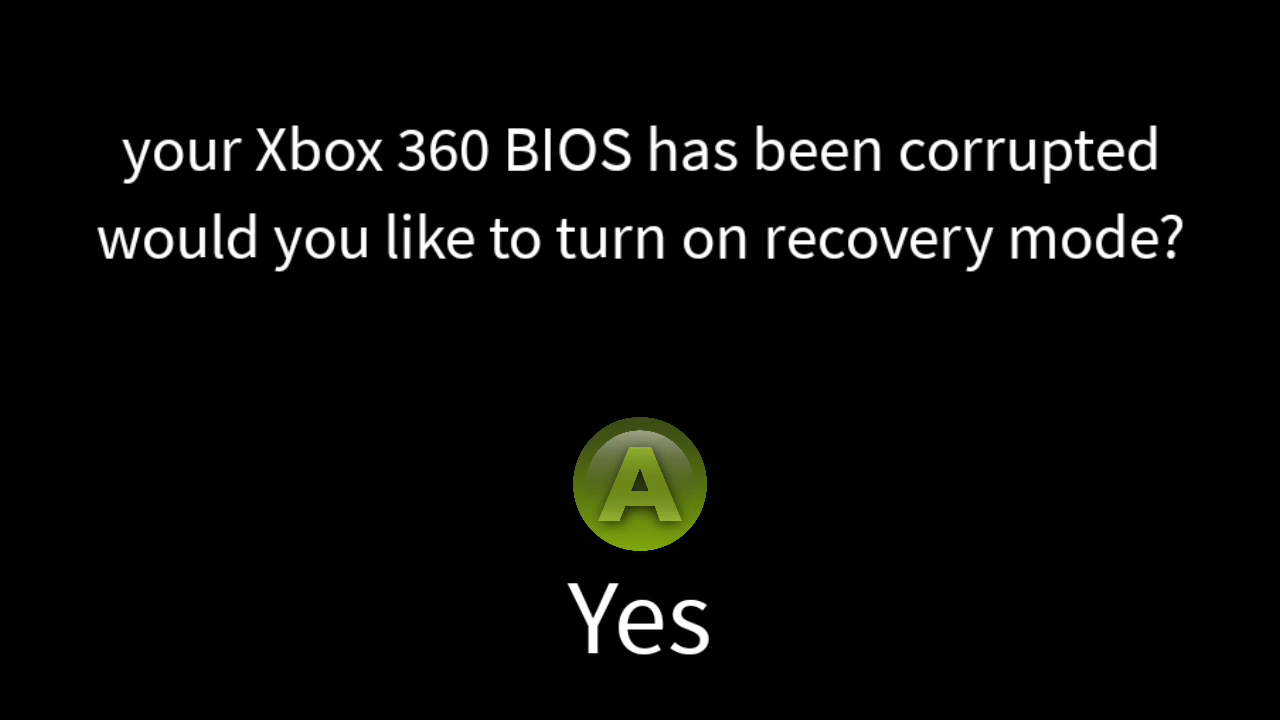 your Xbox 360 BIOS has been corrupted
would you like to turn on recovery mode?
A
Yes